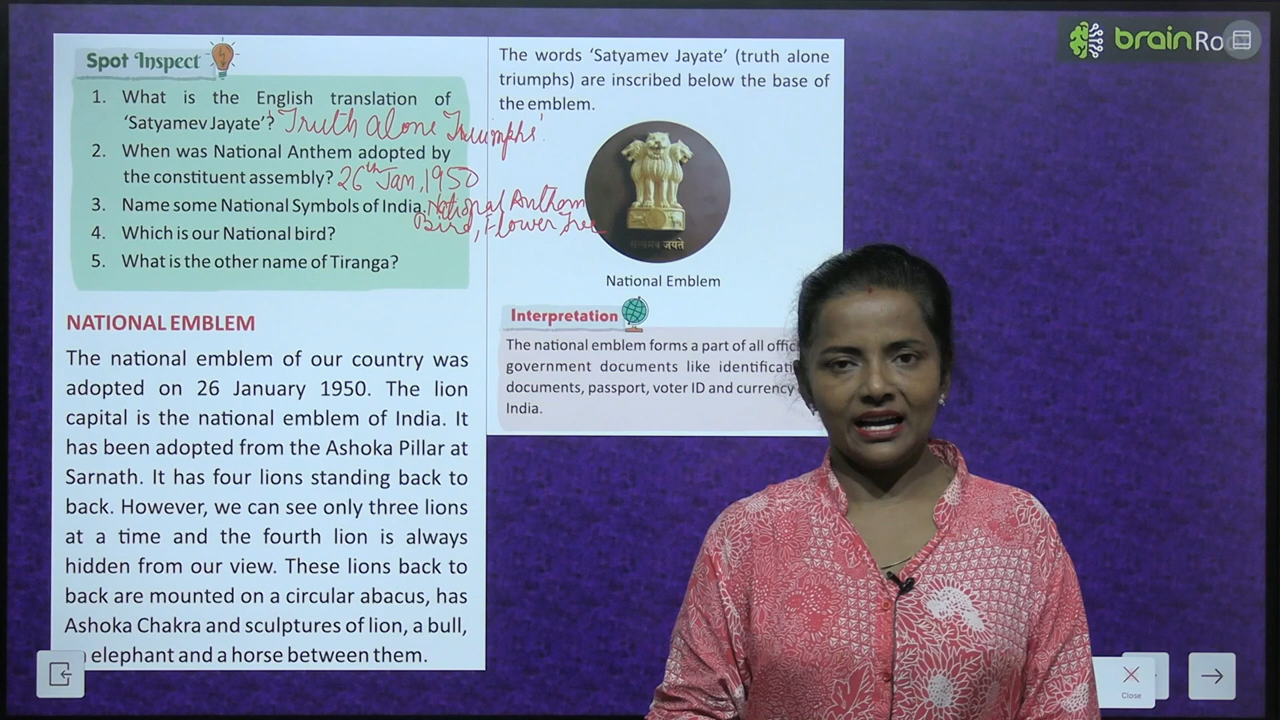 brainRo
Spot Inspect
1. What is the English translation of
‘Satyamev Jayate’? 'Truth alone Triumphs'.
2. When was National Anthem adopted by
the constituent assembly? 26th Jan, 1950
3. Name some National Symbols of India. National Anthem
Bird, Flower Tree
4. Which is our National bird?
5. What is the other name of Tiranga?
NATIONAL EMBLEM
The national emblem of our country was
adopted on 26 January 1950. The lion
capital is the national emblem of India. It
has been adopted from the Ashoka Pillar at
Sarnath. It has four lions standing back to
back. However, we can see only three lions
at a time and the fourth lion is always
hidden from our view. These lions back to
back are mounted on a circular abacus, has
Ashoka Chakra and sculptures of lion, a bull,
elephant and a horse between them.
The words ‘Satyamev Jayate’ (truth alone
triumphs) are inscribed below the base of
the emblem.
सत्यमेव जयते
National Emblem
Interpretation
The national emblem forms a part of all offic
government documents like identificati
documents, passport, voter ID and currency
India.
Close